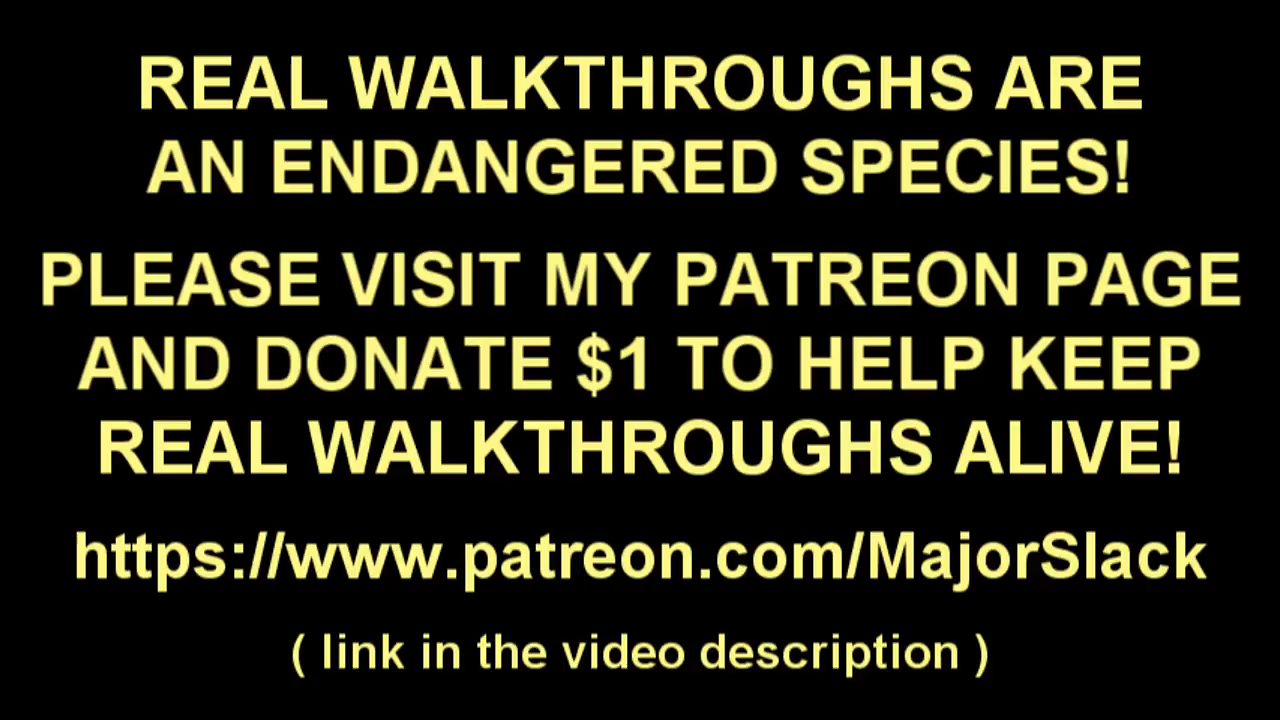 REAL WALKTHROUGHS ARE
AN ENDANGERED SPECIES!
PLEASE VISIT MY PATREON PAGE
AND DONATE $1 TO HELP KEEP
REAL WALKTHROUGHS ALIVE!
https://www.patreon.com/MajorSlack
( link in the video description )